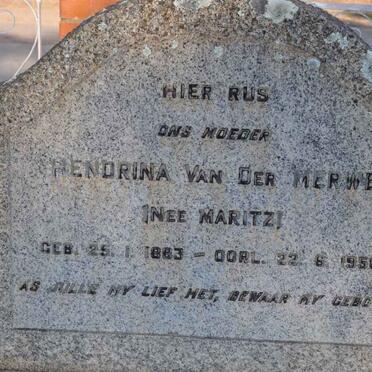 HIER RUS
ONS MOEDER
HENDRINA VAN DER MERWE
(NEE MARITZ)
GEB. 25. 1. 1883 - OORL. 22. 6. 1950
AS JULLE MY LIEF HET, BEWAAR MY GEBO